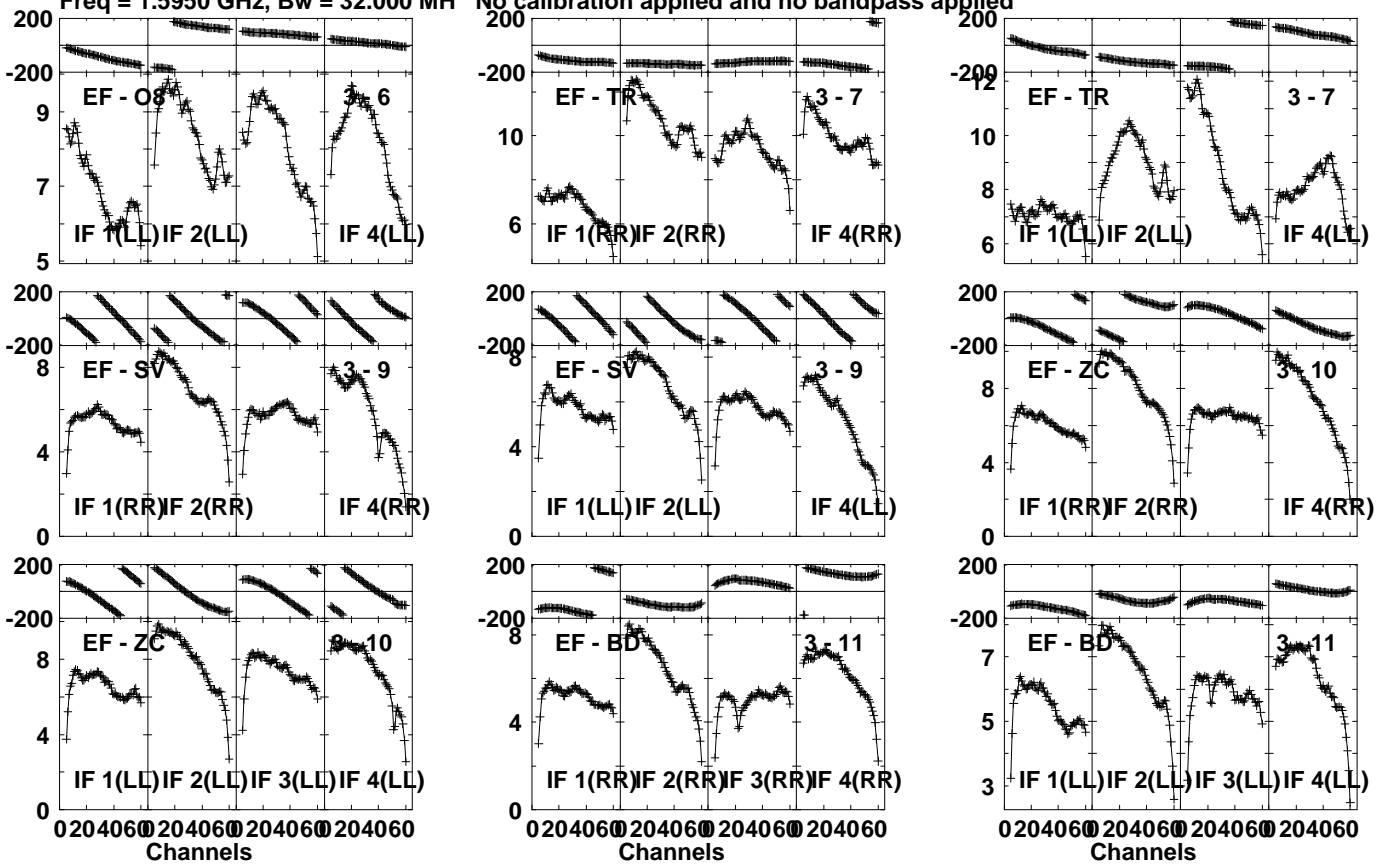 Freq = 1.5950 GHz, Bw = 32.000 MH No calibration applied and no bandpass applied
200
-200
EF - O8 3 - 6
9
7
5
IF 1(LL) IF 2(LL) IF 4(LL)
200
-200
EF - TR 3 - 7
10
6
IF 1(RR) IF 2(RR) IF 4(RR)
200
-200
12
EF - TR 3 - 7
10
8
6
IF 1(LL) IF 2(LL) IF 4(LL)
200
-200
EF - SV 3 - 9
8
4
0
IF 1(RR) IF 2(RR) IF 4(RR)
200
-200
EF - SV 3 - 9
8
4
0
IF 1(LL) IF 2(LL) IF 4(LL)
200
-200
EF - ZC 3 - 10
8
4
0
IF 1(RR) IF 2(RR) IF 4(RR)
200
-200
EF - ZC 3 - 10
8
4
0
IF 1(LL) IF 2(LL) IF 3(LL) IF 4(LL)
0 20 40 60 0 20 40 60 0 20 40 60 0 20 40 60
Channels
200
-200
EF - BD 3 - 11
8
4
0
IF 1(RR) IF 2(RR) IF 3(RR) IF 4(RR)
0 20 40 60 0 20 40 60 0 20 40 60 0 20 40 60
Channels
200
-200
EF - BD 3 - 11
7
5
3
IF 1(LL) IF 2(LL) IF 3(LL) IF 4(LL)
0 20 40 60 0 20 40 60 0 20 40 60 0 20 40 60
Channels